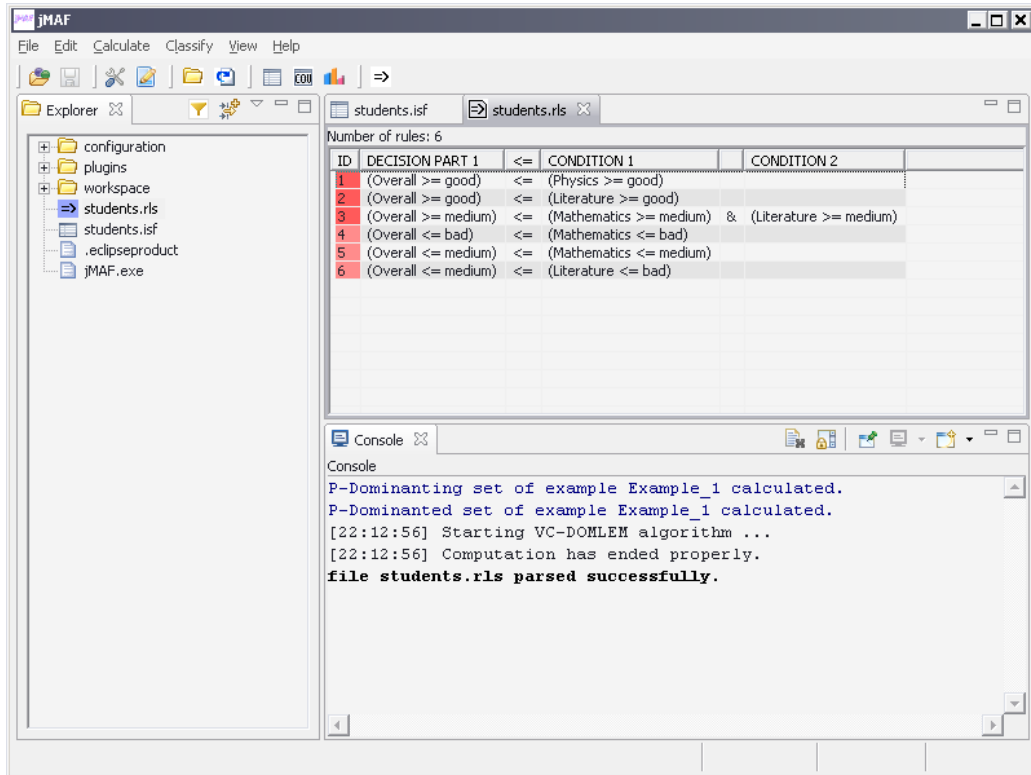 jMAF
File Edit Calculate Classify View Help
Explorer
configuration
plugins
workspace
students.rls
students.isf
.eclipseproduct
jMAF.exe
students.isf students.rls
Number of rules: 6
ID DECISION PART 1 <= CONDITION 1 CONDITION 2
1 (Overall >= good) <= (Physics >= good)
2 (Overall >= good) <= (Literature >= good)
3 (Overall >= medium) <= (Mathematics >= medium) & (Literature >= medium)
4 (Overall <= bad) <= (Mathematics <= bad)
5 (Overall <= medium) <= (Mathematics <= medium)
6 (Overall <= medium) <= (Literature <= bad)
Console
Console
P-Dominanting set of example Example_1 calculated.
P-Dominanted set of example Example_1 calculated.
[22:12:56] Starting VC-DOMLEM algorithm ...
[22:12:56] Computation has ended properly.
file students.rls parsed successfully.